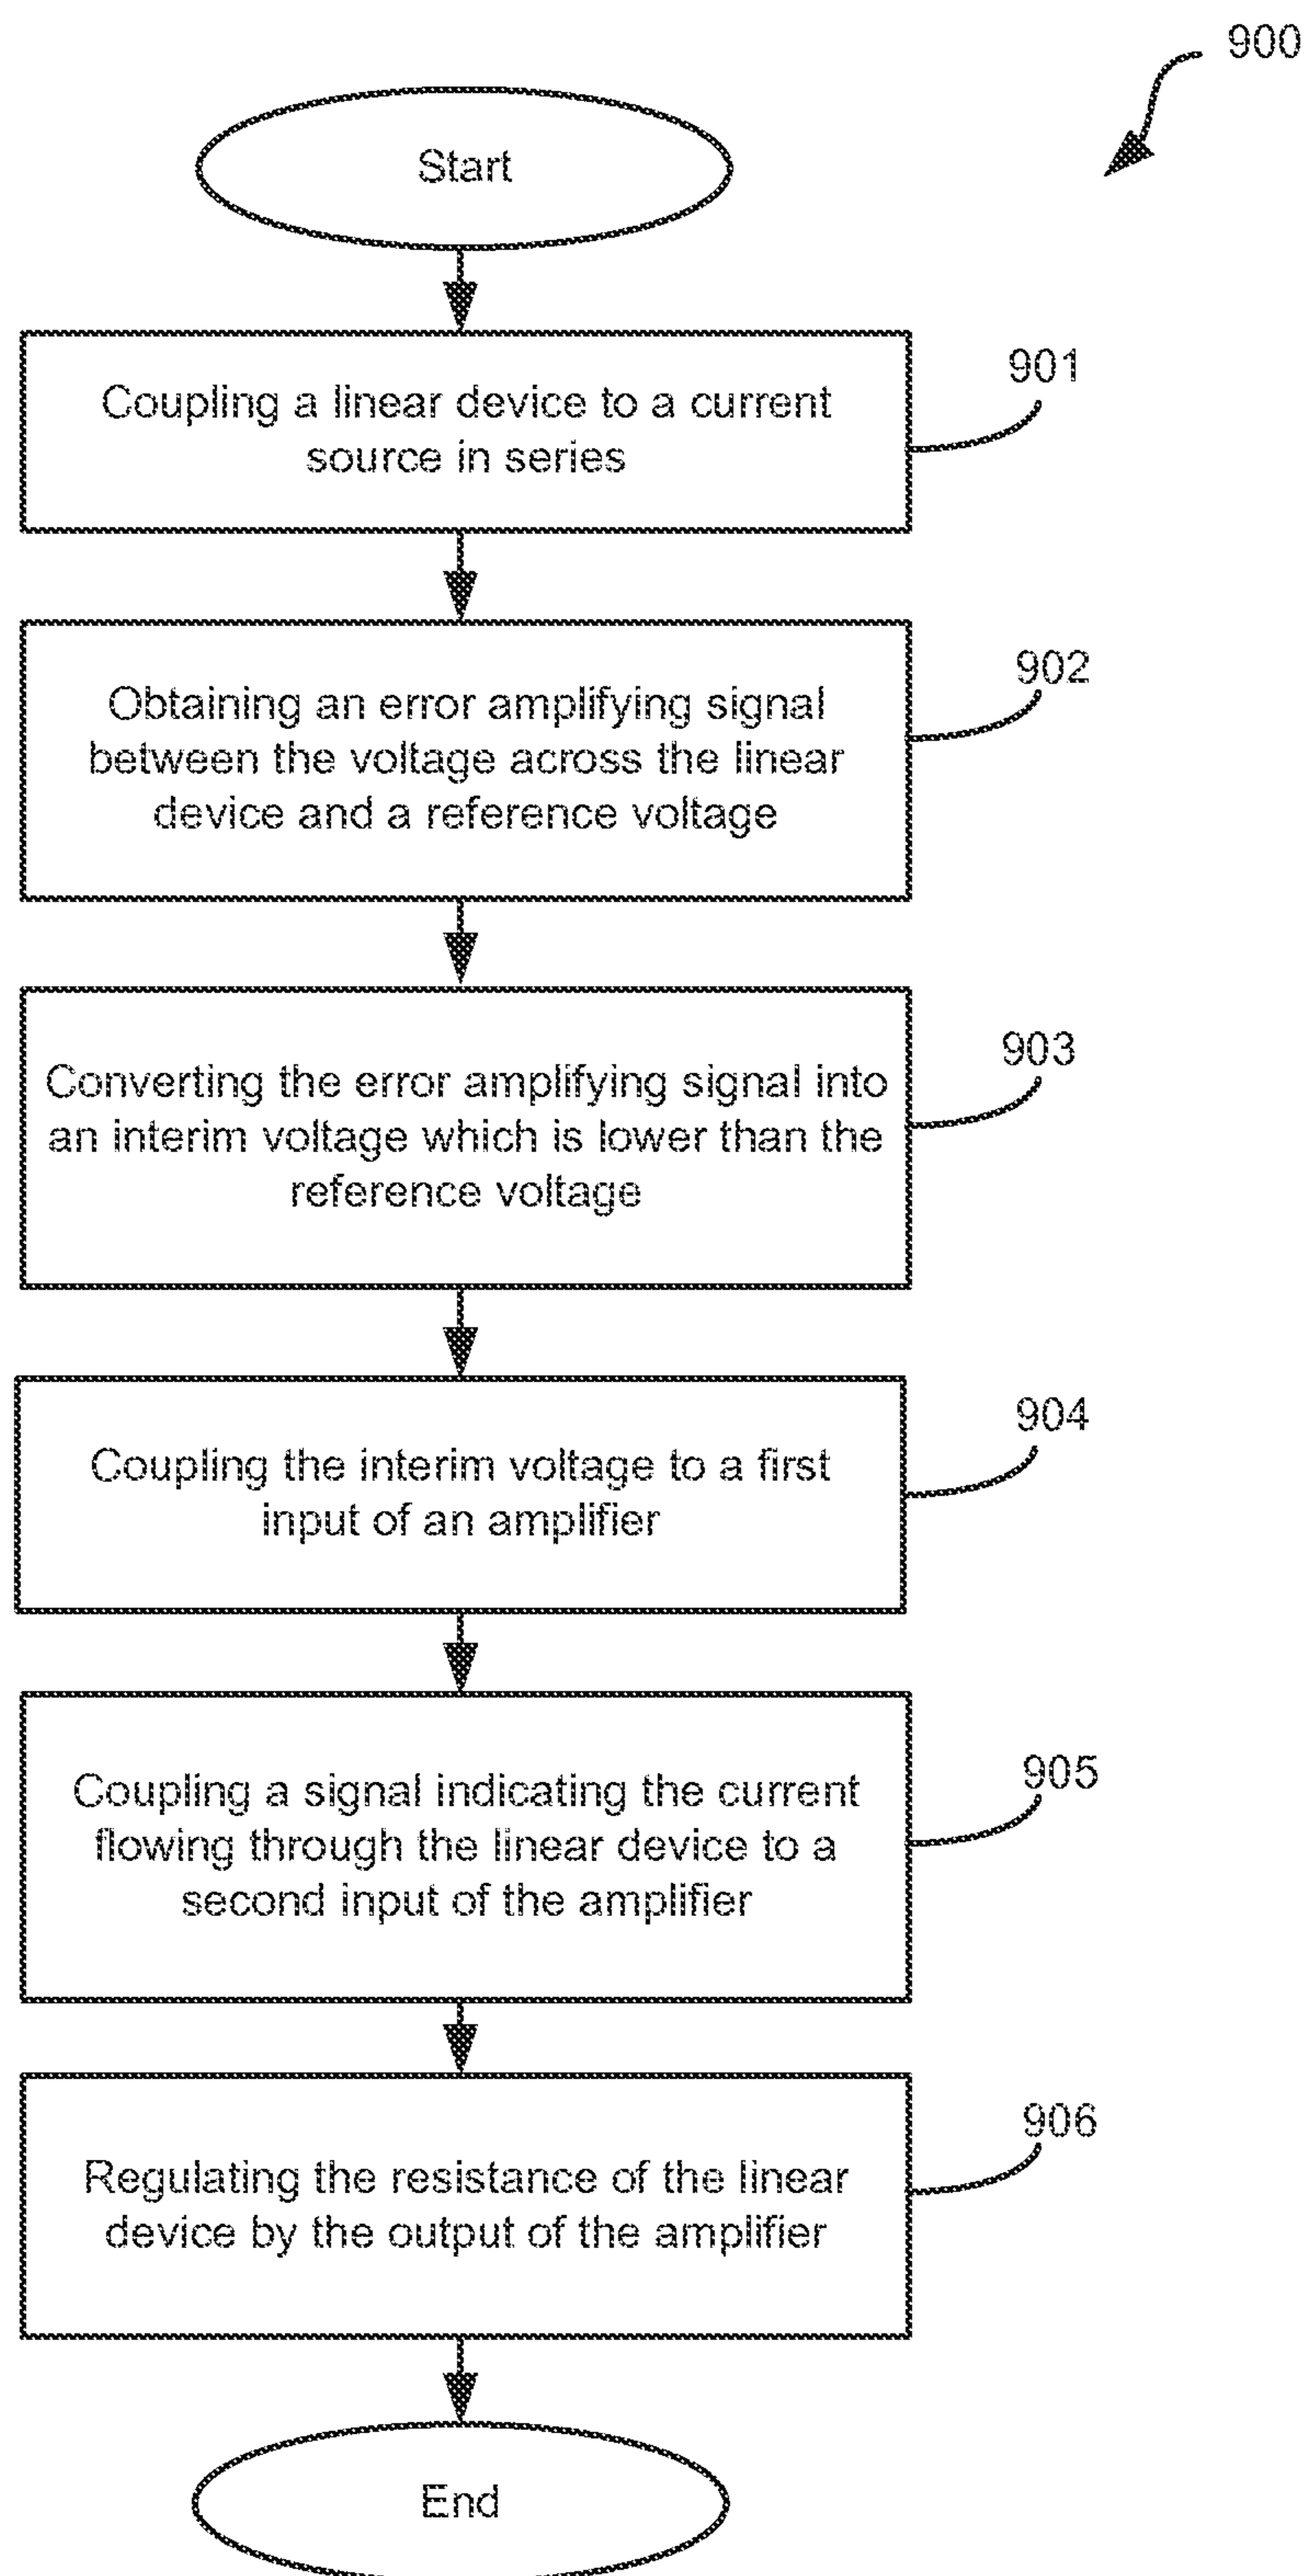 900
Start
Coupling a linear device to a current
source in series
901
Obtaining an error amplifying signal
between the voltage across the linear
device and a reference voltage
902
Converting the error amplifying signal into
an interim voltage which is lower than the
reference voltage
903
Coupling the interim voltage to a first
input of an amplifier
904
Coupling a signal indicating the current
flowing through the linear device to a
second input of the amplifier
905
Regulating the resistance of the linear
device by the output of the amplifier
906
End